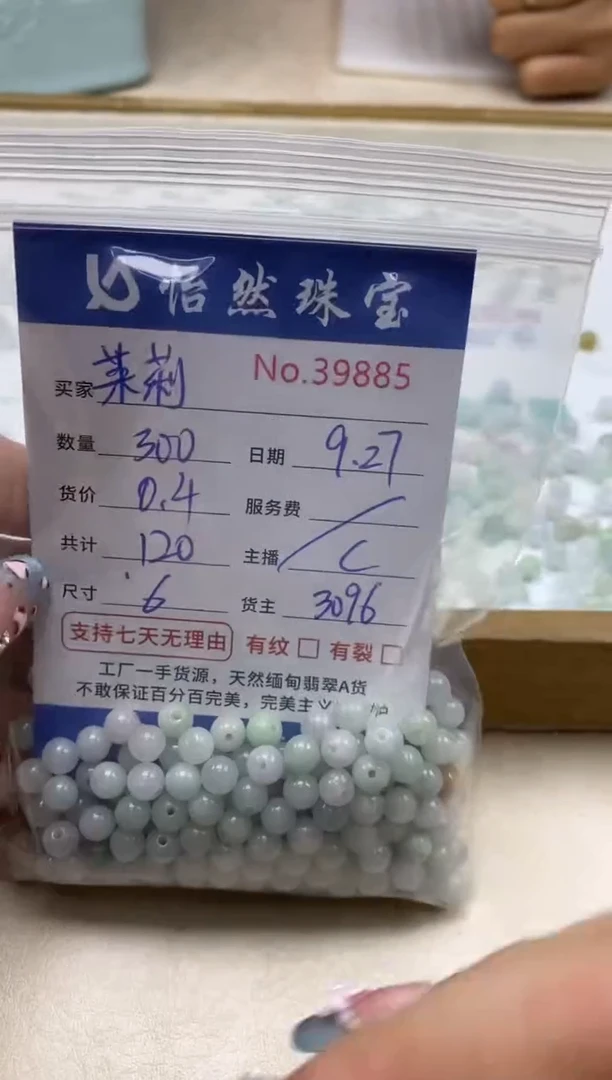 怡然珠宝
No.39885
买家 茉莉
数量 300 日期 9.27
货价 0.4 服务费 /
共计 120 主播 C
尺寸 6 货主 3096
支持七天无理由 有纹 □ 有裂 □
工厂一手货源，天然缅甸翡翠A货
不敢保证百分百完美，完美主义